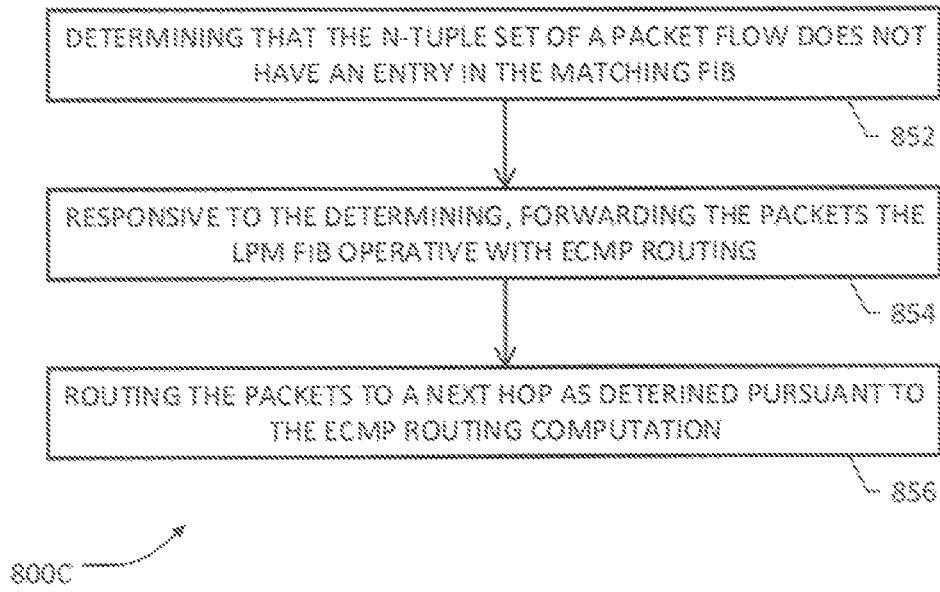 DETERMINING THAT THE N-TUPLE SET OF A PACKET FLOW DOES NOT
HAVE AN ENTRY IN THE MATCHING FIB
852
RESPONSIVE TO THE DETERMINING, FORWARDING THE PACKETS THE
LPM FIB OPERATIVE WITH ECMP ROUTING
854
ROUTING THE PACKETS TO A NEXT HOP AS DETERINED PURSUANT TO
THE ECMP ROUTING COMPUTATION
856
800C